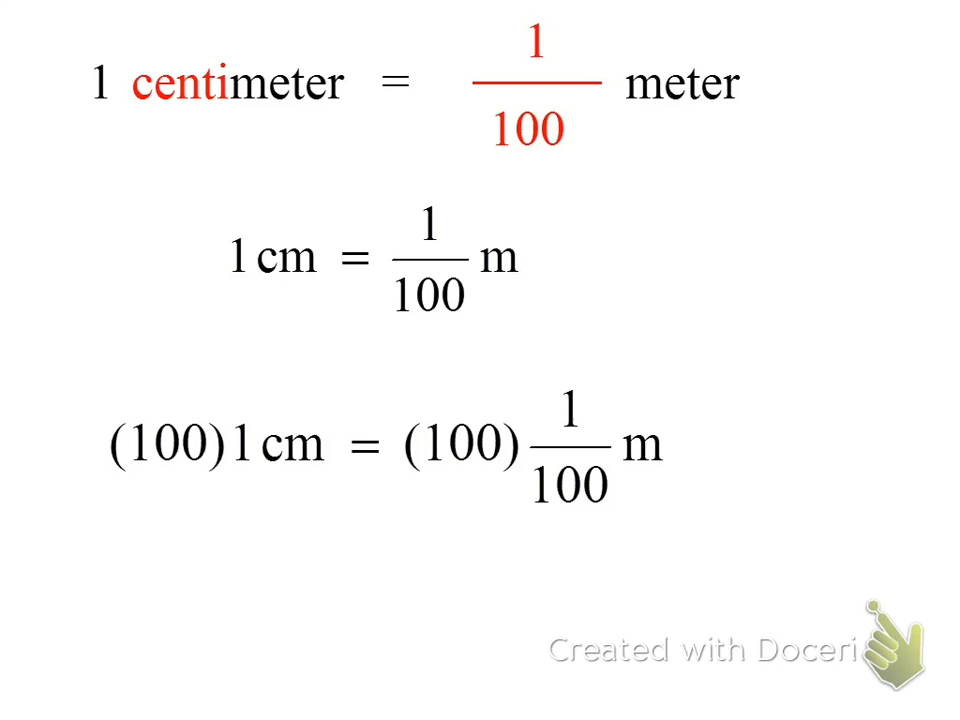 1 centimeter = 1/100 meter
1 cm = 1/100 m
(100) 1 cm = (100) 1/100 m
Created with Doceri